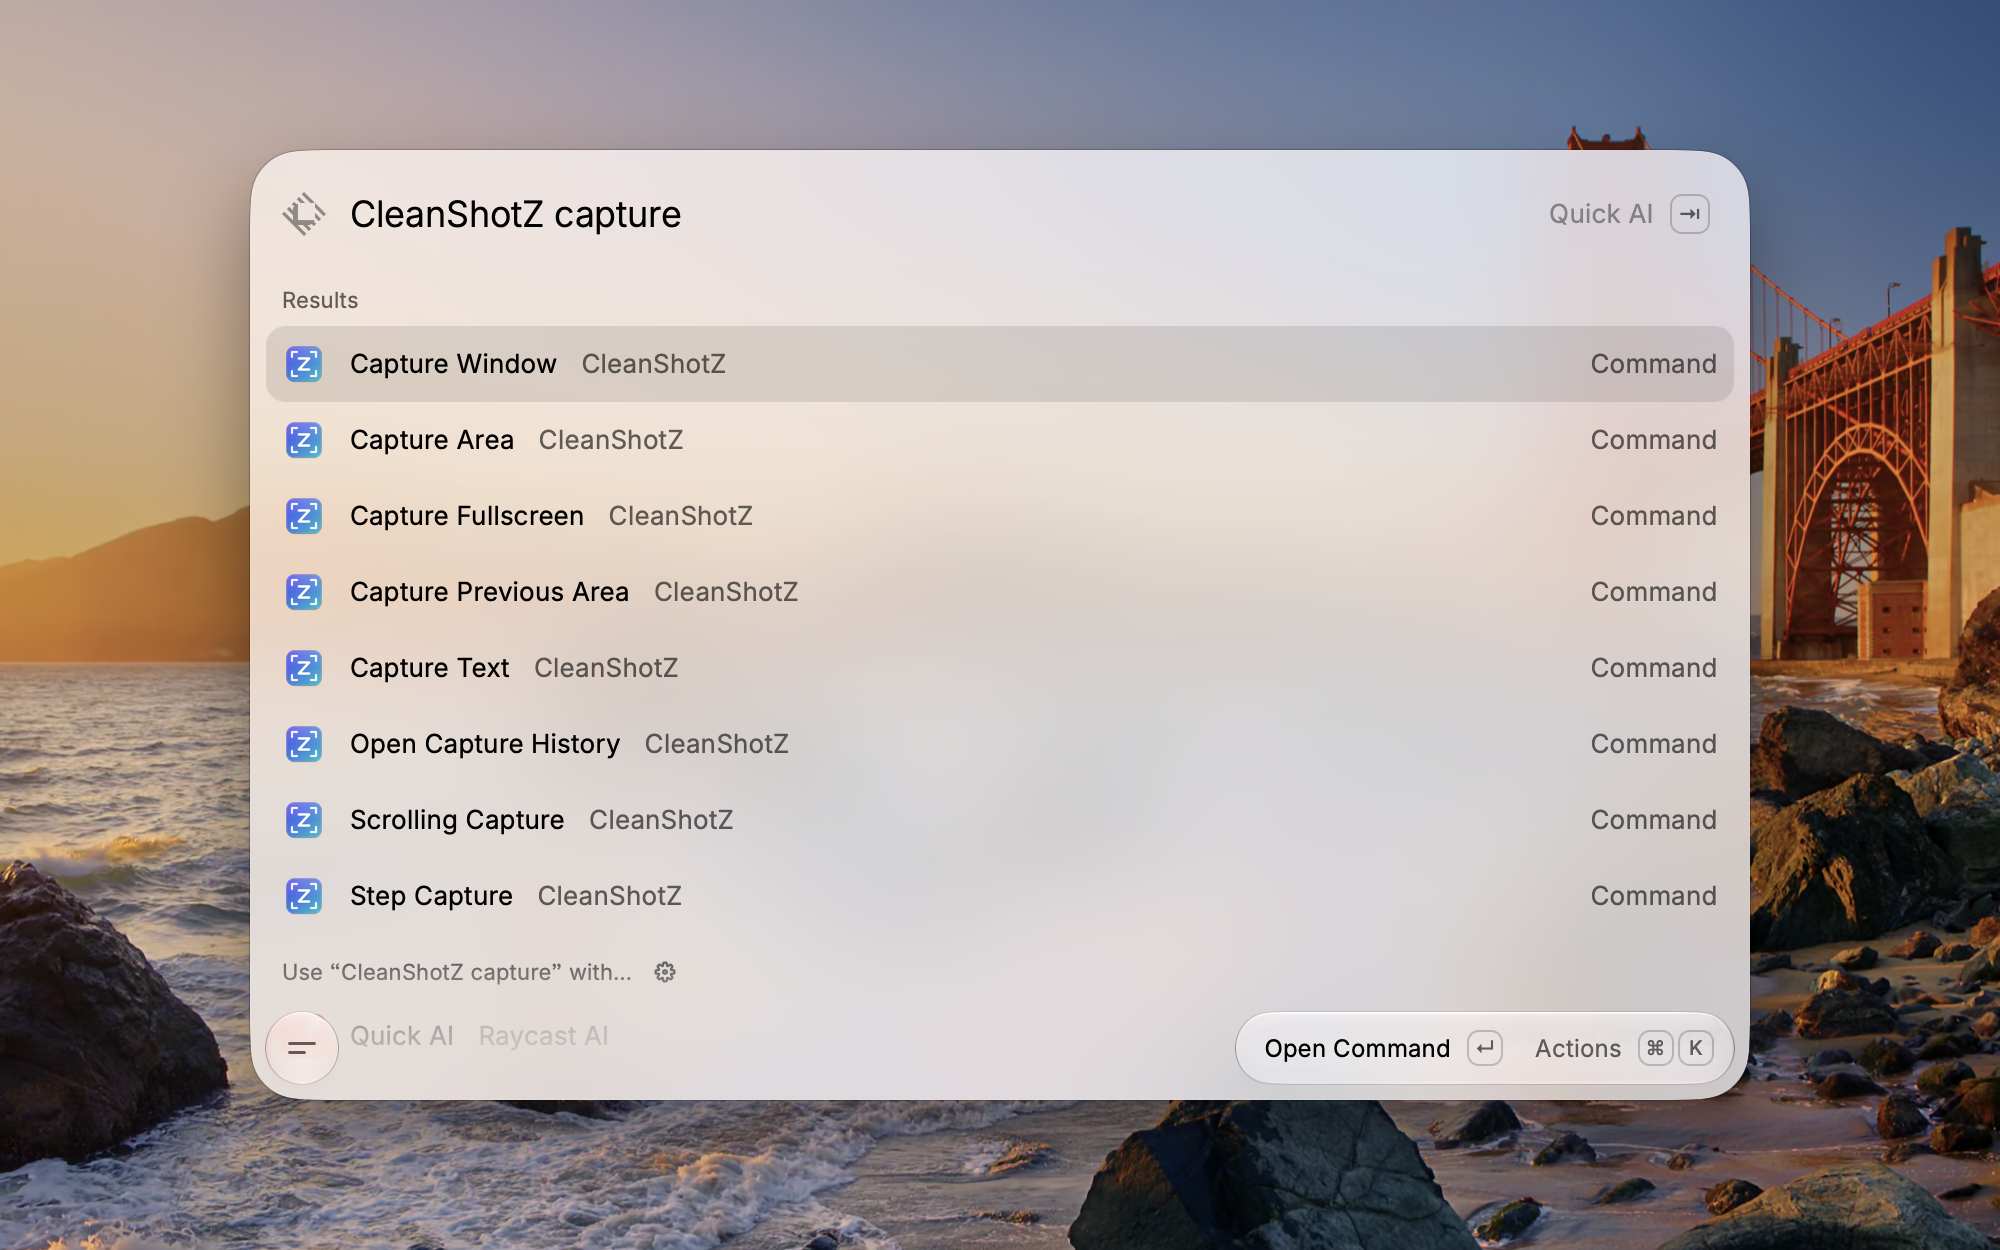 CleanShotZ capture Quick AI
Results
Capture Window CleanShotZ Command
Capture Area CleanShotZ Command
Capture Fullscreen CleanShotZ Command
Capture Previous Area CleanShotZ Command
Capture Text CleanShotZ Command
Open Capture History CleanShotZ Command
Scrolling Capture CleanShotZ Command
Step Capture CleanShotZ Command
Use “CleanShotZ capture” with...
Quick AI Raycast AI
Open Command ↵ Actions ⌘ K